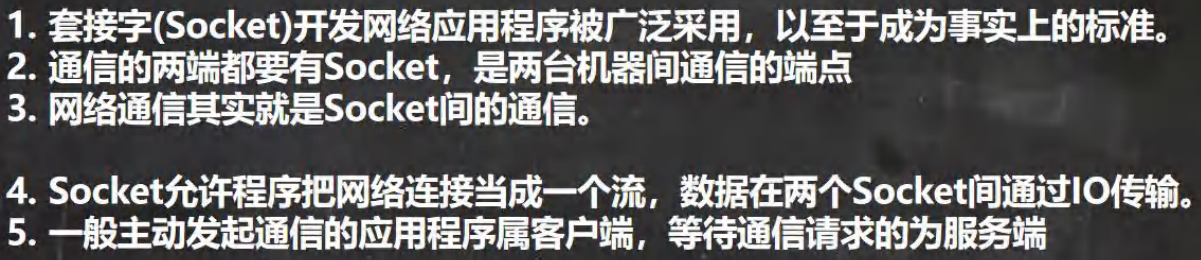 1. 套接字(Socket)开发网络应用程序被广泛采用，以至于成为事实上的标准。
2. 通信的两端都要有Socket，是两台机器间通信的端点
3. 网络通信其实就是Socket间的通信。
4. Socket允许程序把网络连接当成一个流，数据在两个Socket间通过IO传输。
5. 一般主动发起通信的应用程序属客户端，等待通信请求的为服务端